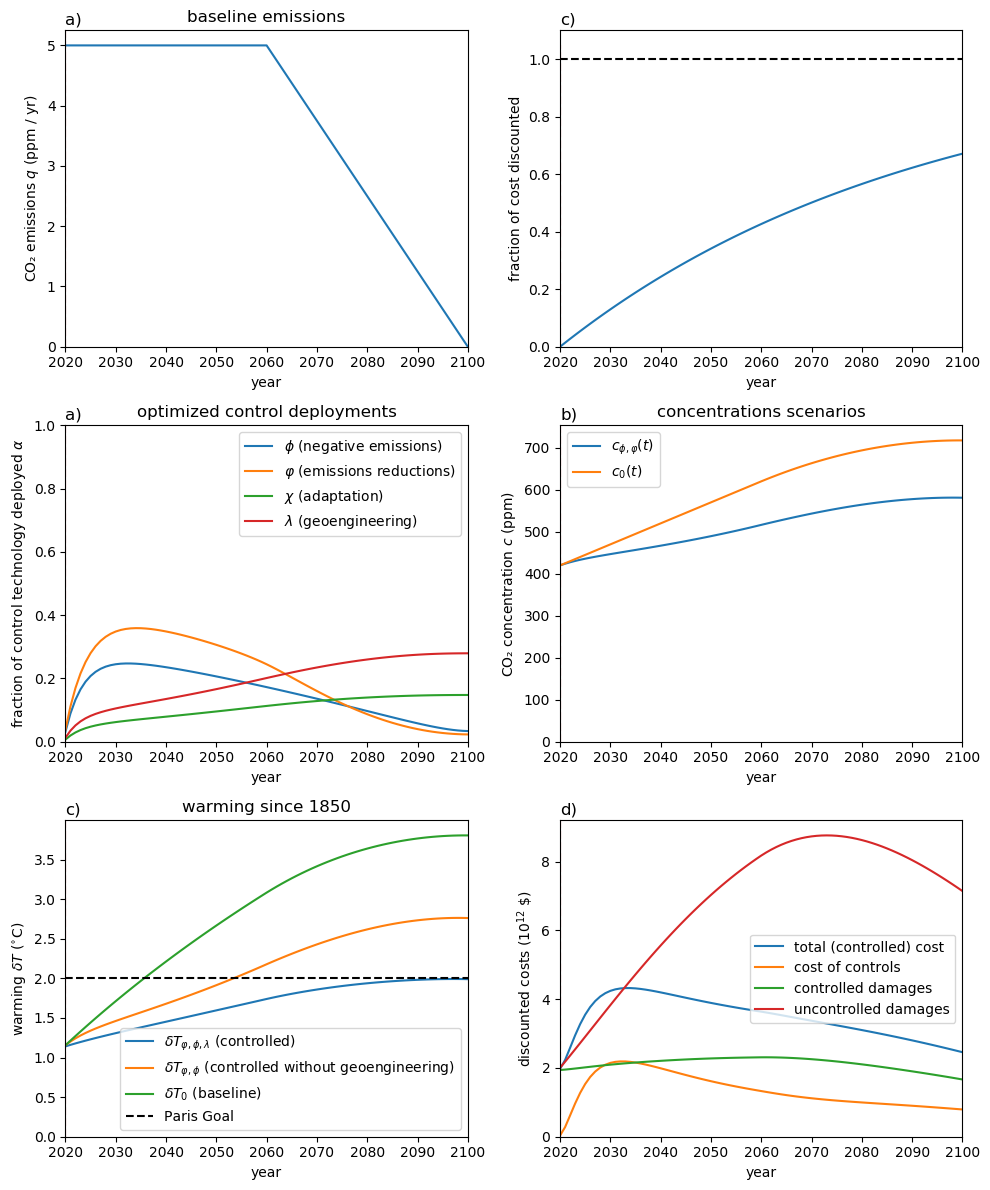 a)
baseline emissions
CO₂ emissions q (ppm / yr)
5
4
3
2
1
0
2020 2030 2040 2050 2060 2070 2080 2090 2100
year
c)
fraction of cost discounted
1.0
0.8
0.6
0.4
0.2
0.0
2020 2030 2040 2050 2060 2070 2080 2090 2100
year
a)
optimized control deployments
fraction of control technology deployed α
1.0
0.8
0.6
0.4
0.2
0.0
ϕ (negative emissions)
φ (emissions reductions)
χ (adaptation)
λ (geoengineering)
2020 2030 2040 2050 2060 2070 2080 2090 2100
year
b)
concentrations scenarios
CO₂ concentration c (ppm)
700
600
500
400
300
200
100
0
cϕ,φ(t)
c₀(t)
2020 2030 2040 2050 2060 2070 2080 2090 2100
year
c)
warming since 1850
warming δT (˚C)
3.5
3.0
2.5
2.0
1.5
1.0
0.5
0.0
δTφ,ϕ,λ (controlled)
δTφ,ϕ (controlled without geoengineering)
δT₀ (baseline)
Paris Goal
2020 2030 2040 2050 2060 2070 2080 2090 2100
year
d)
discounted costs (10¹² $)
8
6
4
2
0
total (controlled) cost
cost of controls
controlled damages
uncontrolled damages
2020 2030 2040 2050 2060 2070 2080 2090 2100
year